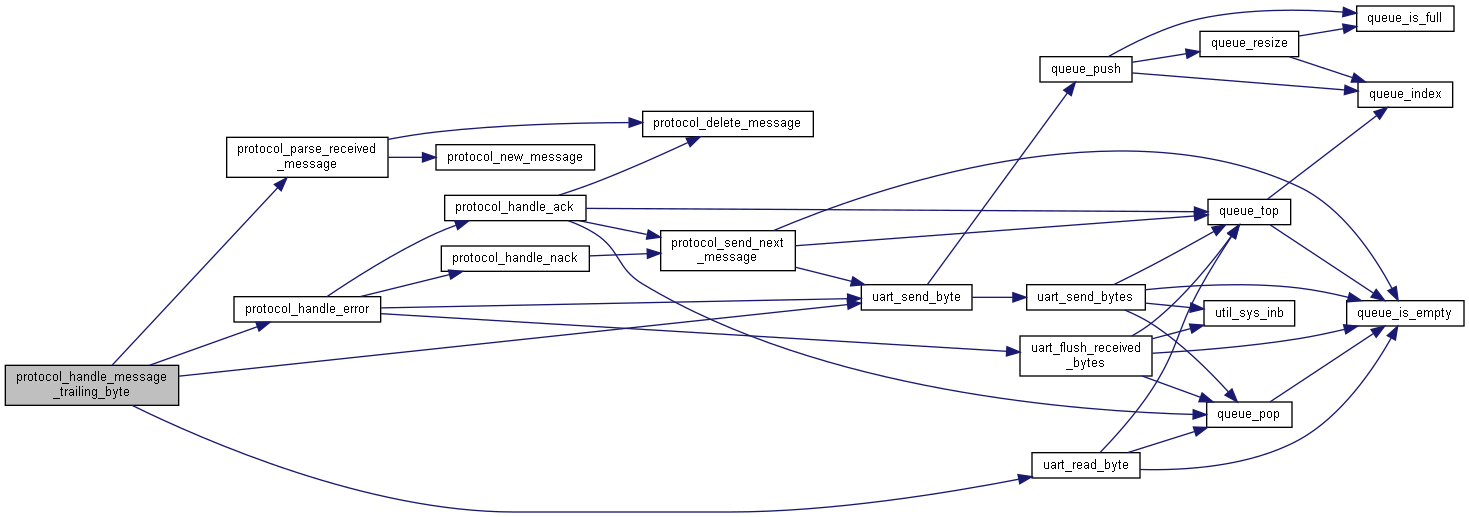 queue_is_full
queue_resize
queue_push
queue_index
protocol_delete_message
protocol_parse_received
_message
protocol_new_message
protocol_handle_ack
queue_top
protocol_send_next
_message
protocol_handle_nack
uart_send_byte
uart_send_bytes
protocol_handle_error
util_sys_inb
queue_is_empty
uart_flush_received
_bytes
protocol_handle_message
_trailing_byte
queue_pop
uart_read_byte